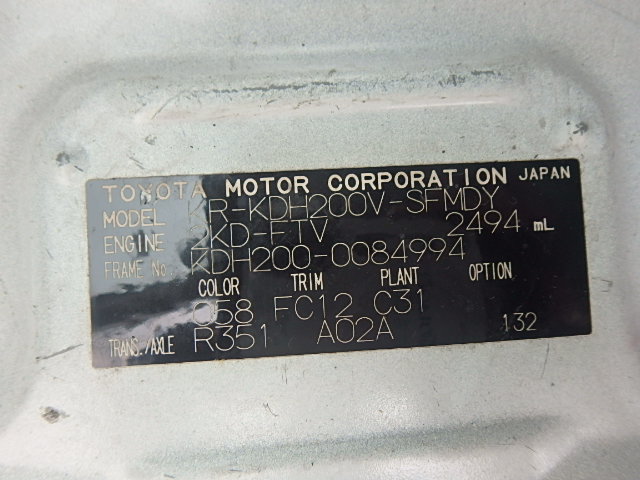 TOYOTA MOTOR CORPORATION JAPAN
MODEL KR-KDH200V-SFMDY
ENGINE 2KD-FTV 2494 mL
FRAME No. KDH200-0084994
COLOR TRIM PLANT OPTION
058 FC12 C31
TRANS./AXLE R351 A02A 132